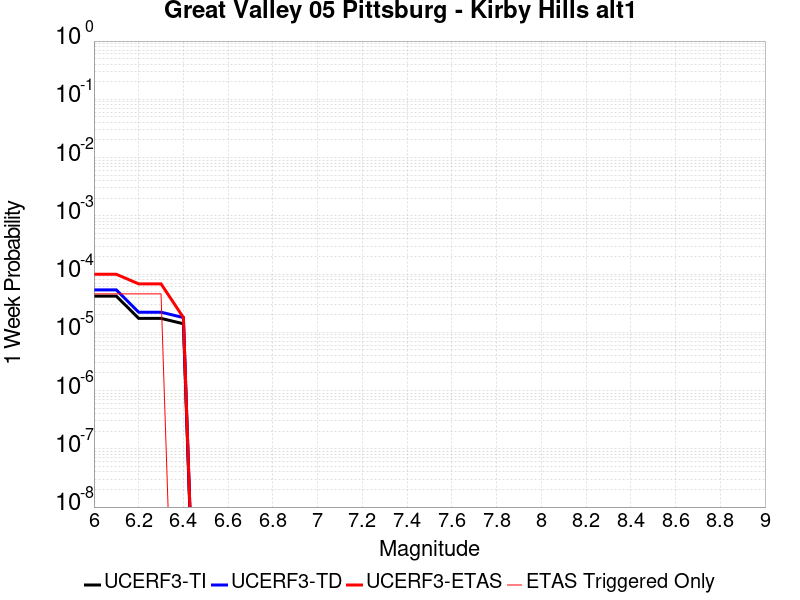 Great Valley 05 Pittsburg - Kirby Hills alt1
10^0
10^-1
10^-2
10^-3
10^-4
10^-5
10^-6
10^-7
10^-8
1 Week Probability
6 6.2 6.4 6.6 6.8 7 7.2 7.4 7.6 7.8 8 8.2 8.4 8.6 8.8 9
Magnitude
UCERF3-TI UCERF3-TD UCERF3-ETAS ETAS Triggered Only